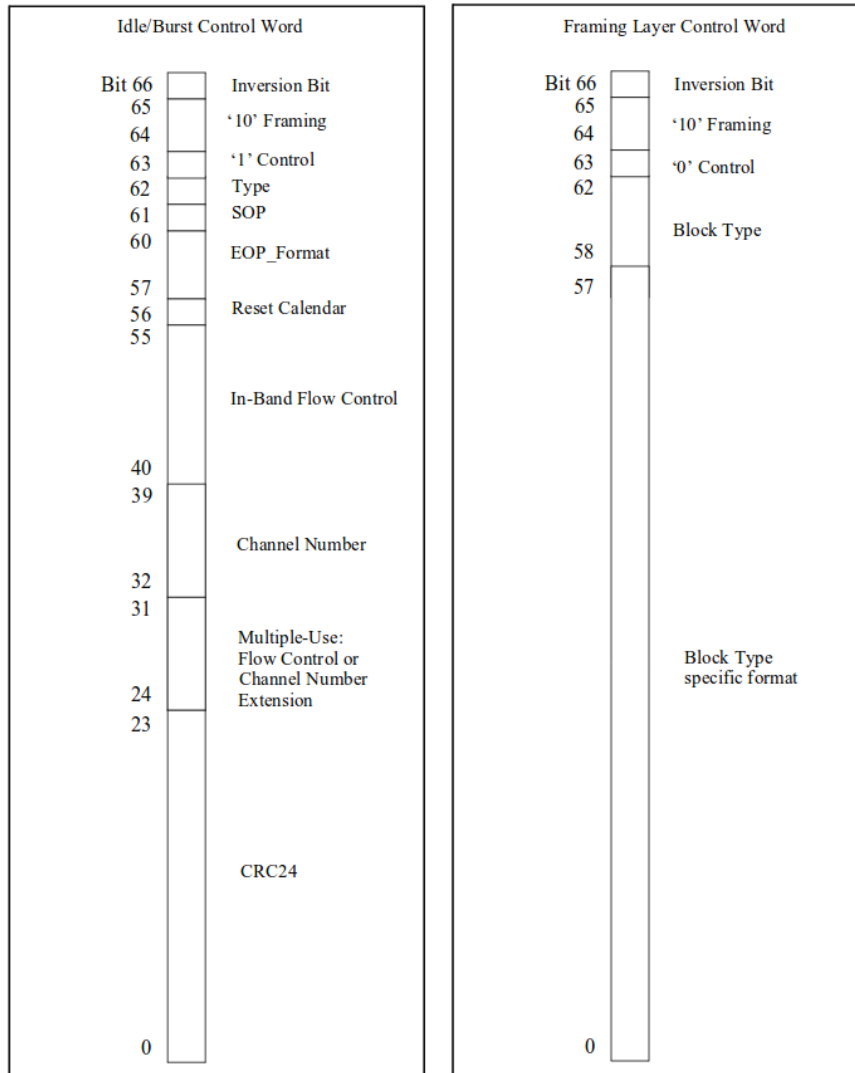 Idle/Burst Control Word
Bit 66
Inversion Bit
65
'10' Framing
64
63
'1' Control
62
Type
61
SOP
60
EOP_Format
57
56
Reset Calendar
55
In-Band Flow Control
40
39
Channel Number
32
31
Multiple-Use:
Flow Control or
Channel Number
Extension
24
23
CRC24
0
Framing Layer Control Word
Bit 66
Inversion Bit
65
'10' Framing
64
63
'0' Control
62
Block Type
58
57
Block Type
specific format
0